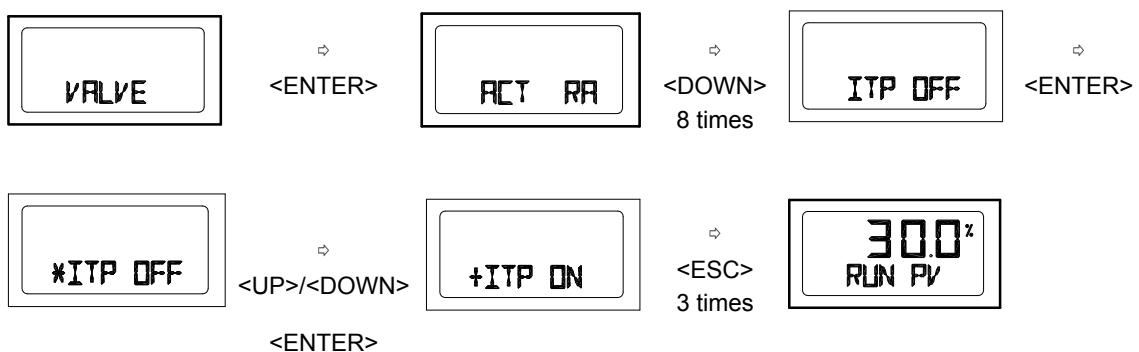 VALVE
⇨
<ENTER>
ACT RA
⇨
<DOWN>
8 times
ITP OFF
⇨
<ENTER>
*ITP OFF
⇨
<UP>/<DOWN>
<ENTER>
+ITP ON
⇨
<ESC>
3 times
30.0%
RUN PV